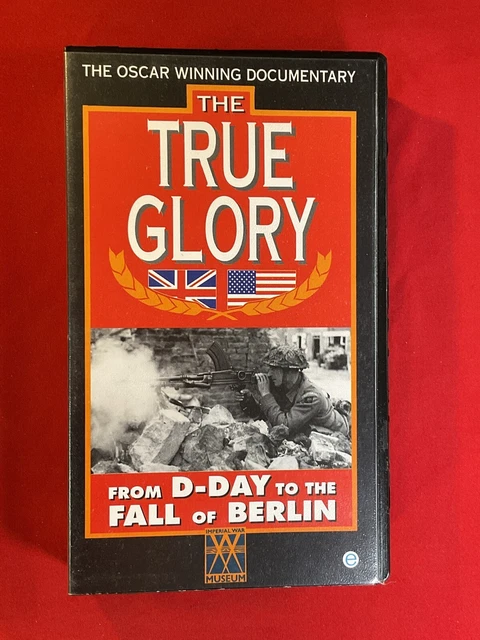 THE OSCAR WINNING DOCUMENTARY
THE
TRUE
GLORY
FROM D-DAY TO THE
FALL OF BERLIN
IMPERIAL WAR
MUSEUM
e